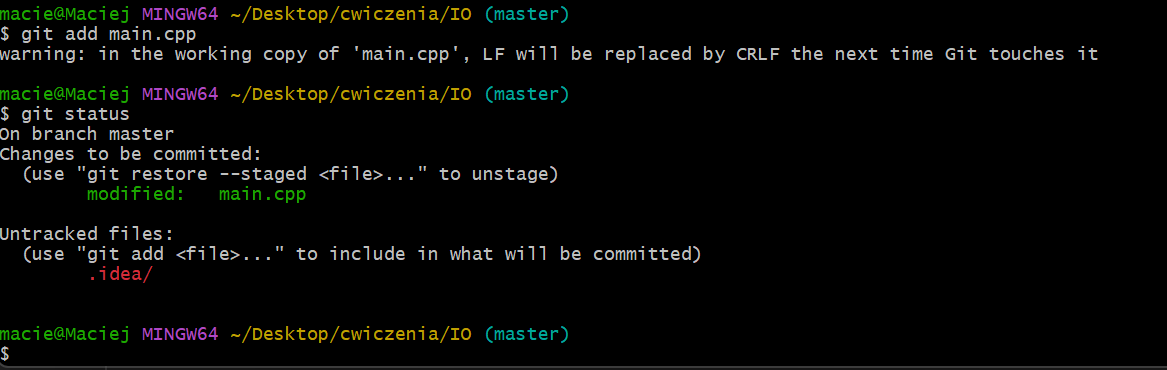 macie@Maciej MINGW64 ~/Desktop/cwiczenia/IO (master)
$ git add main.cpp
warning: in the working copy of 'main.cpp', LF will be replaced by CRLF the next time Git touches it
macie@Maciej MINGW64 ~/Desktop/cwiczenia/IO (master)
$ git status
On branch master
Changes to be committed:
  (use "git restore --staged <file>..." to unstage)
        modified:   main.cpp
Untracked files:
  (use "git add <file>..." to include in what will be committed)
        .idea/
macie@Maciej MINGW64 ~/Desktop/cwiczenia/IO (master)
$